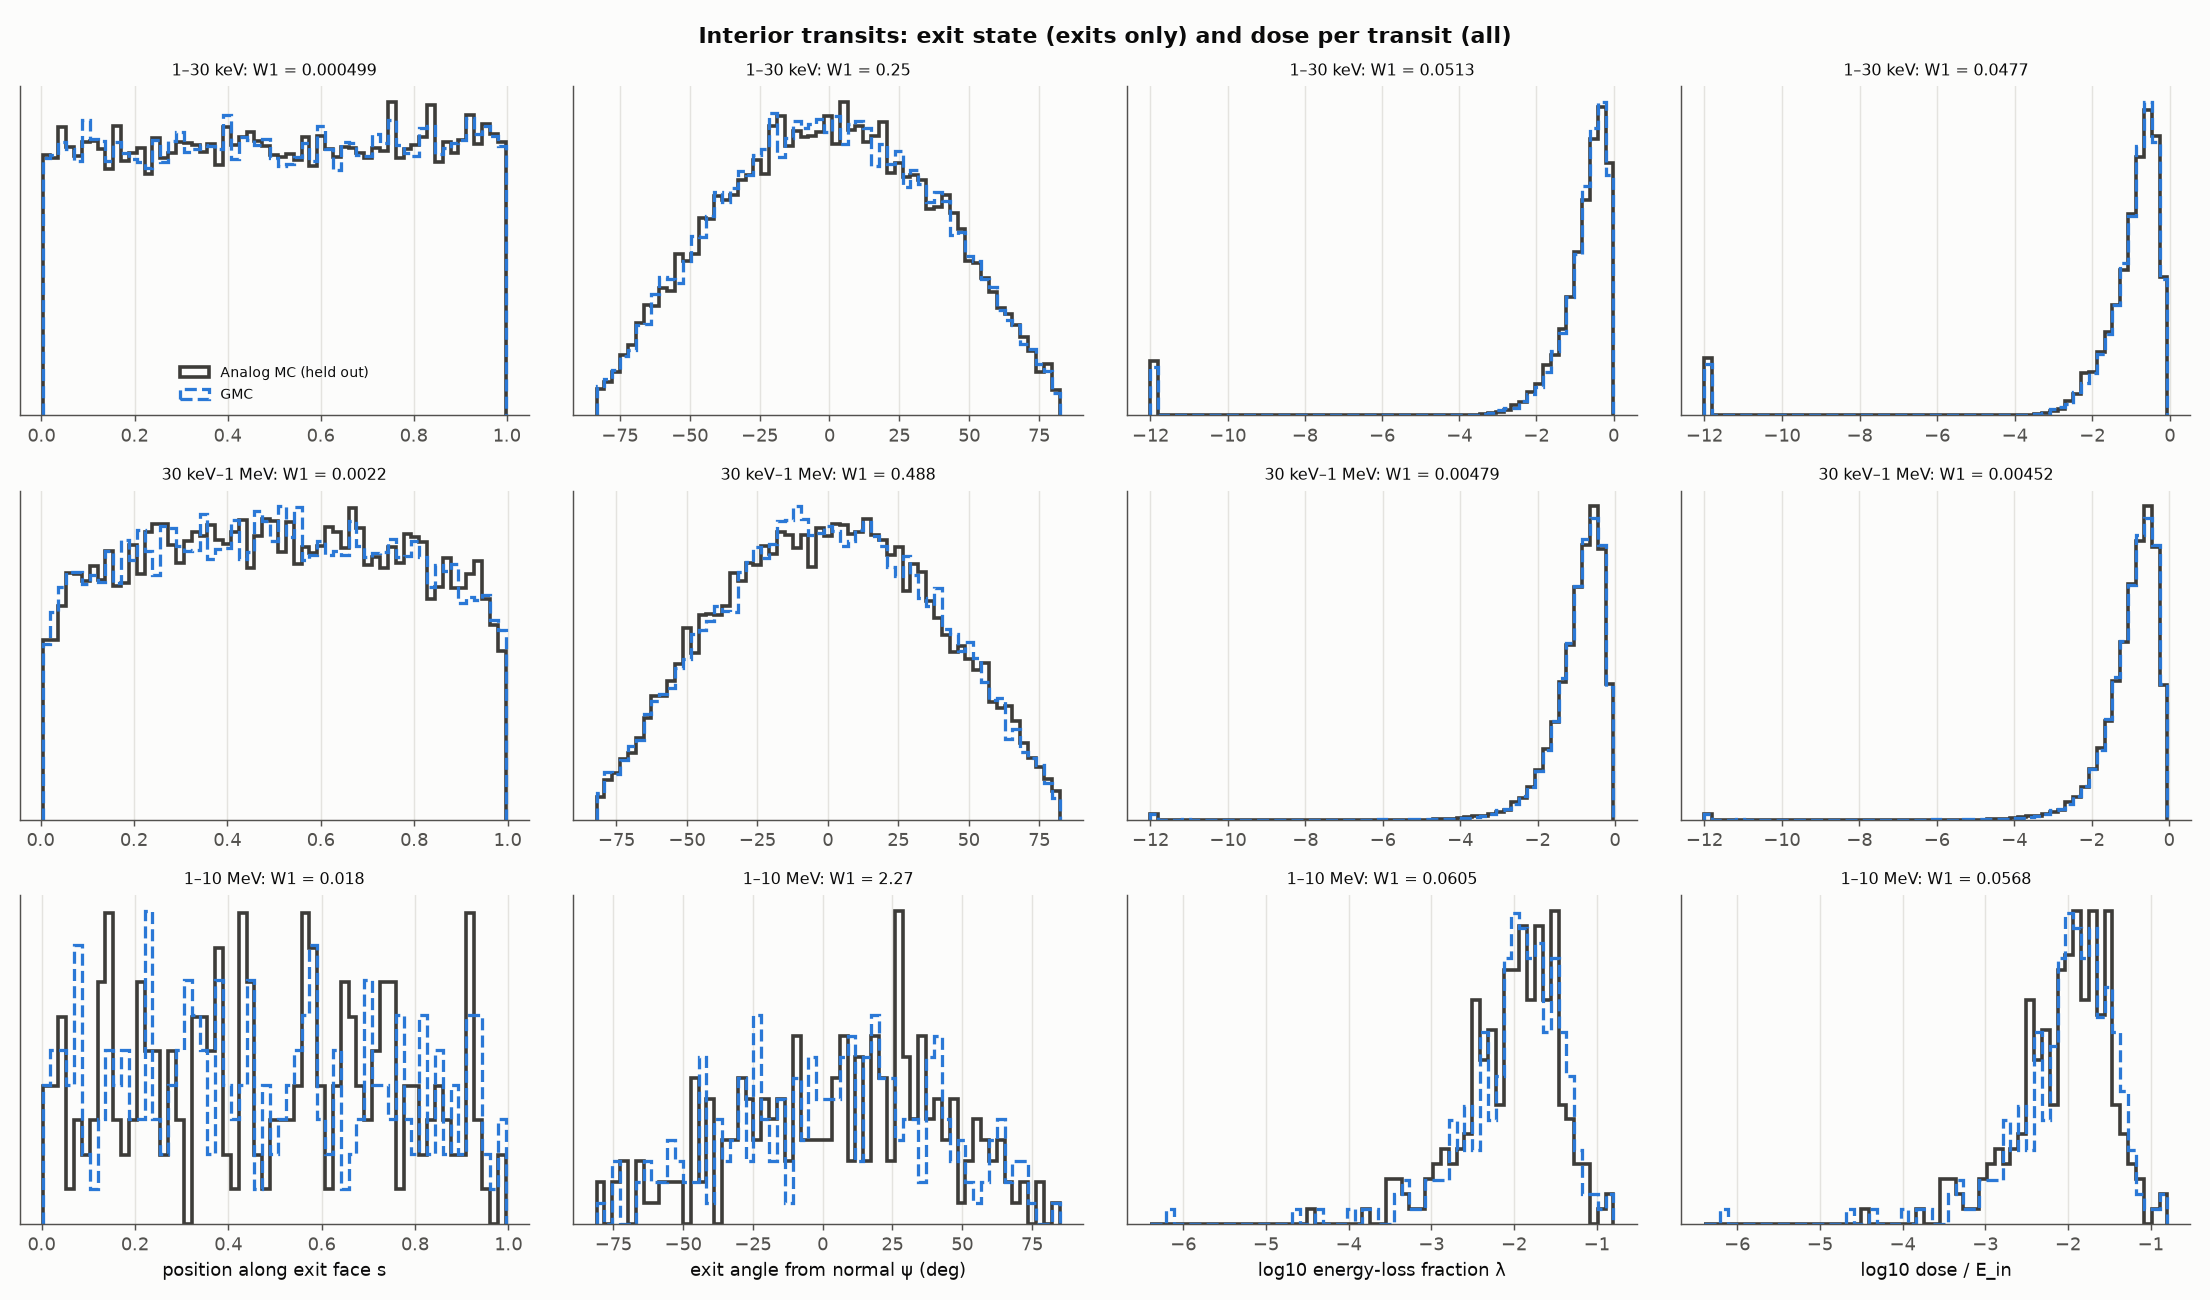 Interior transits: exit state (exits only) and dose per transit (all)
1–30 keV: W1 = 0.000499
1–30 keV: W1 = 0.25
1–30 keV: W1 = 0.0513
1–30 keV: W1 = 0.0477
Analog MC (held out)
GMC
0.0 0.2 0.4 0.6 0.8 1.0
−75 −50 −25 0 25 50 75
−12 −10 −8 −6 −4 −2 0
−12 −10 −8 −6 −4 −2 0
30 keV–1 MeV: W1 = 0.0022
30 keV–1 MeV: W1 = 0.488
30 keV–1 MeV: W1 = 0.00479
30 keV–1 MeV: W1 = 0.00452
0.0 0.2 0.4 0.6 0.8 1.0
−75 −50 −25 0 25 50 75
−12 −10 −8 −6 −4 −2 0
−12 −10 −8 −6 −4 −2 0
1–10 MeV: W1 = 0.018
1–10 MeV: W1 = 2.27
1–10 MeV: W1 = 0.0605
1–10 MeV: W1 = 0.0568
0.0 0.2 0.4 0.6 0.8 1.0
−75 −50 −25 0 25 50 75
−6 −5 −4 −3 −2 −1
−6 −5 −4 −3 −2 −1
position along exit face s
exit angle from normal ψ (deg)
log10 energy-loss fraction λ
log10 dose / E_in